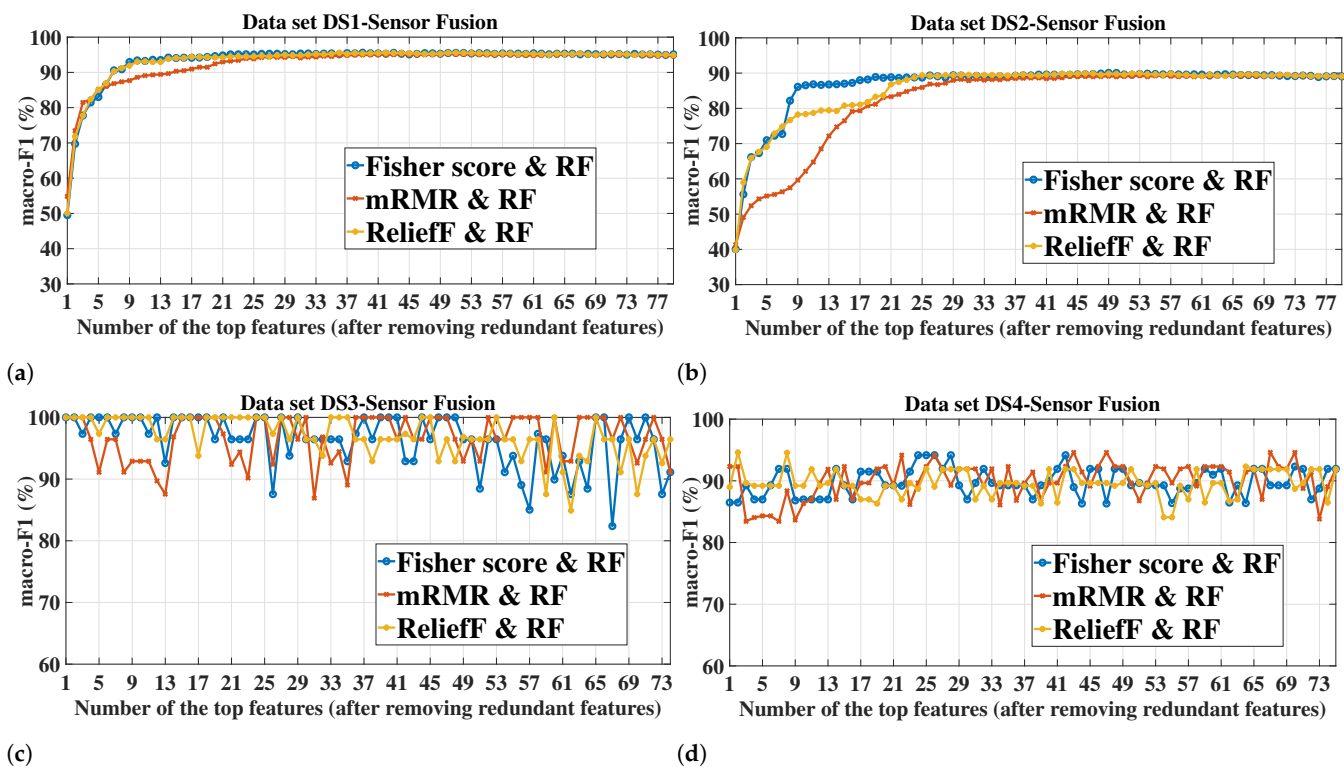 Data set DS1-Sensor Fusion
macro-F1 (%)
100
90
80
70
60
50
40
30
Fisher score & RF
mRMR & RF
ReliefF & RF
1 5 9 13 17 21 25 29 33 37 41 45 49 53 57 61 65 69 73 77
Number of the top features (after removing redundant features)
(a)
Data set DS2-Sensor Fusion
macro-F1 (%)
100
90
80
70
60
50
40
30
Fisher score & RF
mRMR & RF
ReliefF & RF
1 5 9 13 17 21 25 29 33 37 41 45 49 53 57 61 65 69 73 77
Number of the top features (after removing redundant features)
(b)
Data set DS3-Sensor Fusion
macro-F1 (%)
100
90
80
70
60
Fisher score & RF
mRMR & RF
ReliefF & RF
1 5 9 13 17 21 25 29 33 37 41 45 49 53 57 61 65 69 73
Number of the top features (after removing redundant features)
(c)
Data set DS4-Sensor Fusion
macro-F1 (%)
100
90
80
70
60
Fisher score & RF
mRMR & RF
ReliefF & RF
1 5 9 13 17 21 25 29 33 37 41 45 49 53 57 61 65 69 73
Number of the top features (after removing redundant features)
(d)